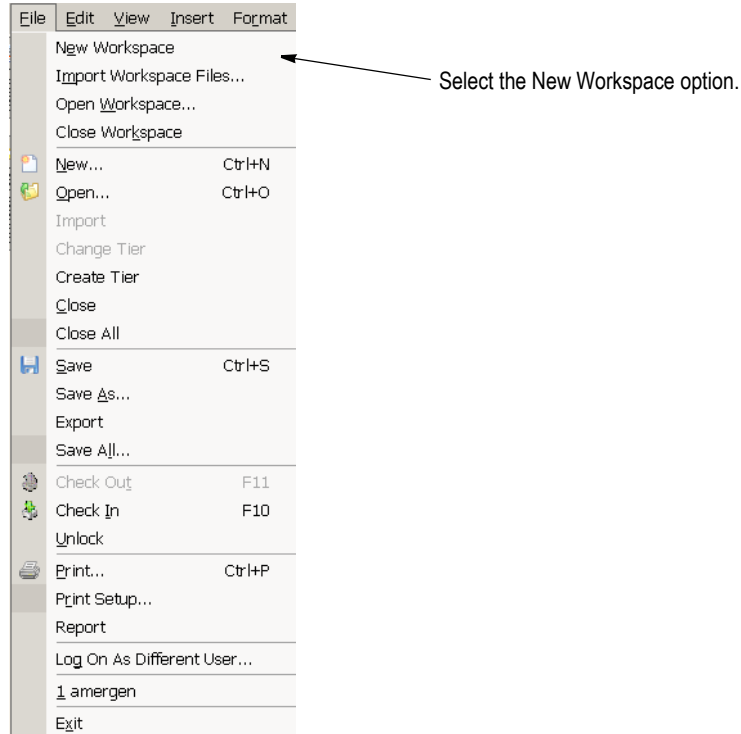 File Edit View Insert Format
New Workspace
Import Workspace Files...
Select the New Workspace option.
Open Workspace...
Close Workspace
New... Ctrl+N
Open... Ctrl+O
Import
Change Tier
Create Tier
Close
Close All
Save Ctrl+S
Save As...
Export
Save All...
Check Out F11
Check In F10
Unlock
Print... Ctrl+P
Print Setup...
Report
Log On As Different User...
1 amergen
Exit